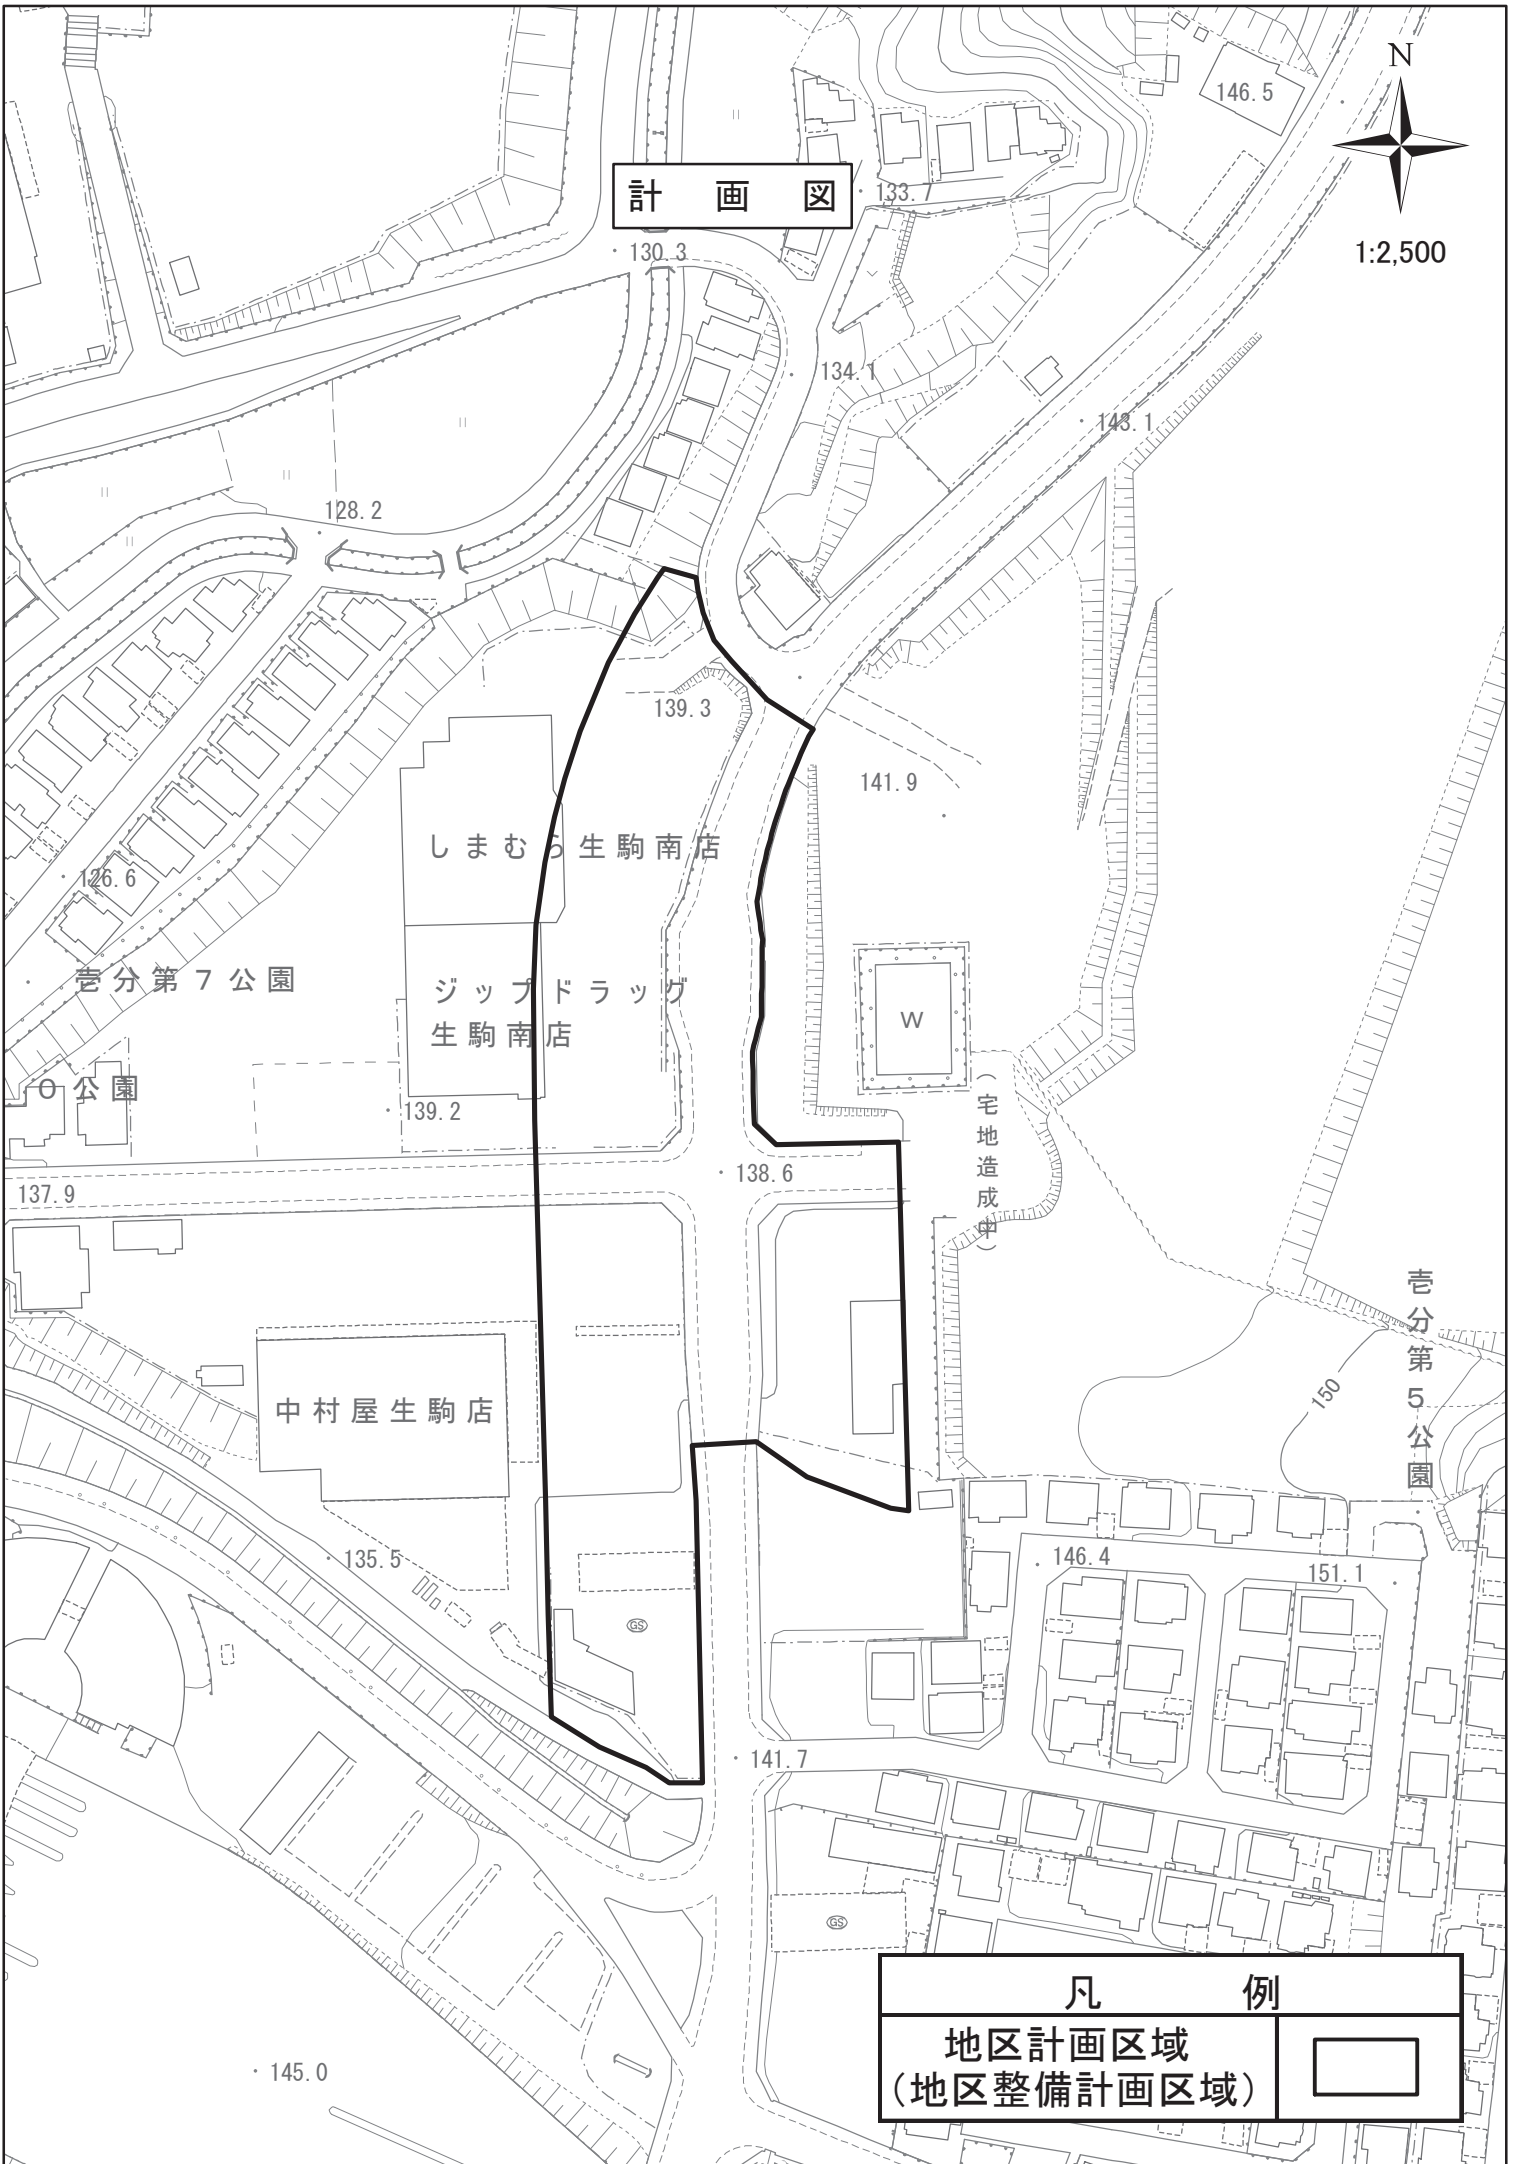 146.5
N
計 画 図
133.7
130.3
1:2,500
134.1
143.1
128.2
139.3
141.9
しまむら生駒南店
126.6
壱分第7公園
ジップドラッグ
生駒南店
W
0公園
139.2
(宅地造成中)
138.6
137.9
壱分第5公園
150
中村屋生駒店
135.5
146.4
151.1
GS
141.7
GS
凡 例
地区計画区域
(地区整備計画区域)
145.0